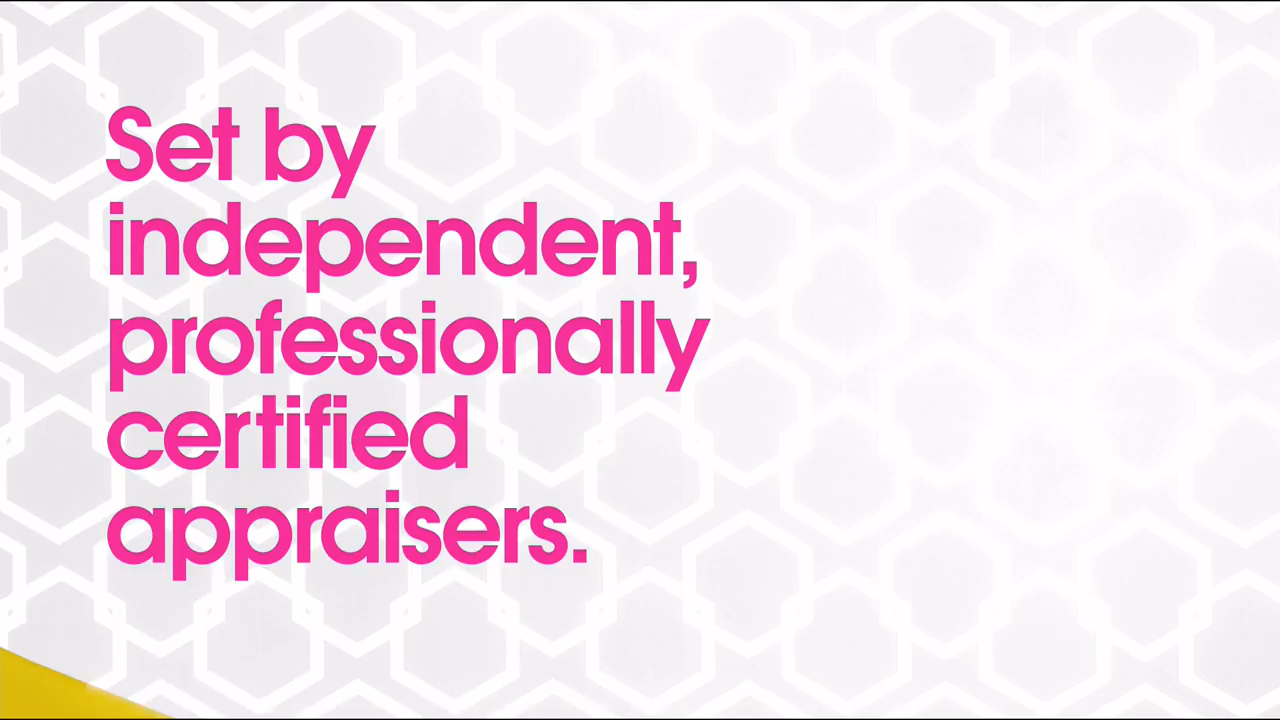 Set by
independent,
professionally
certified
appraisers.